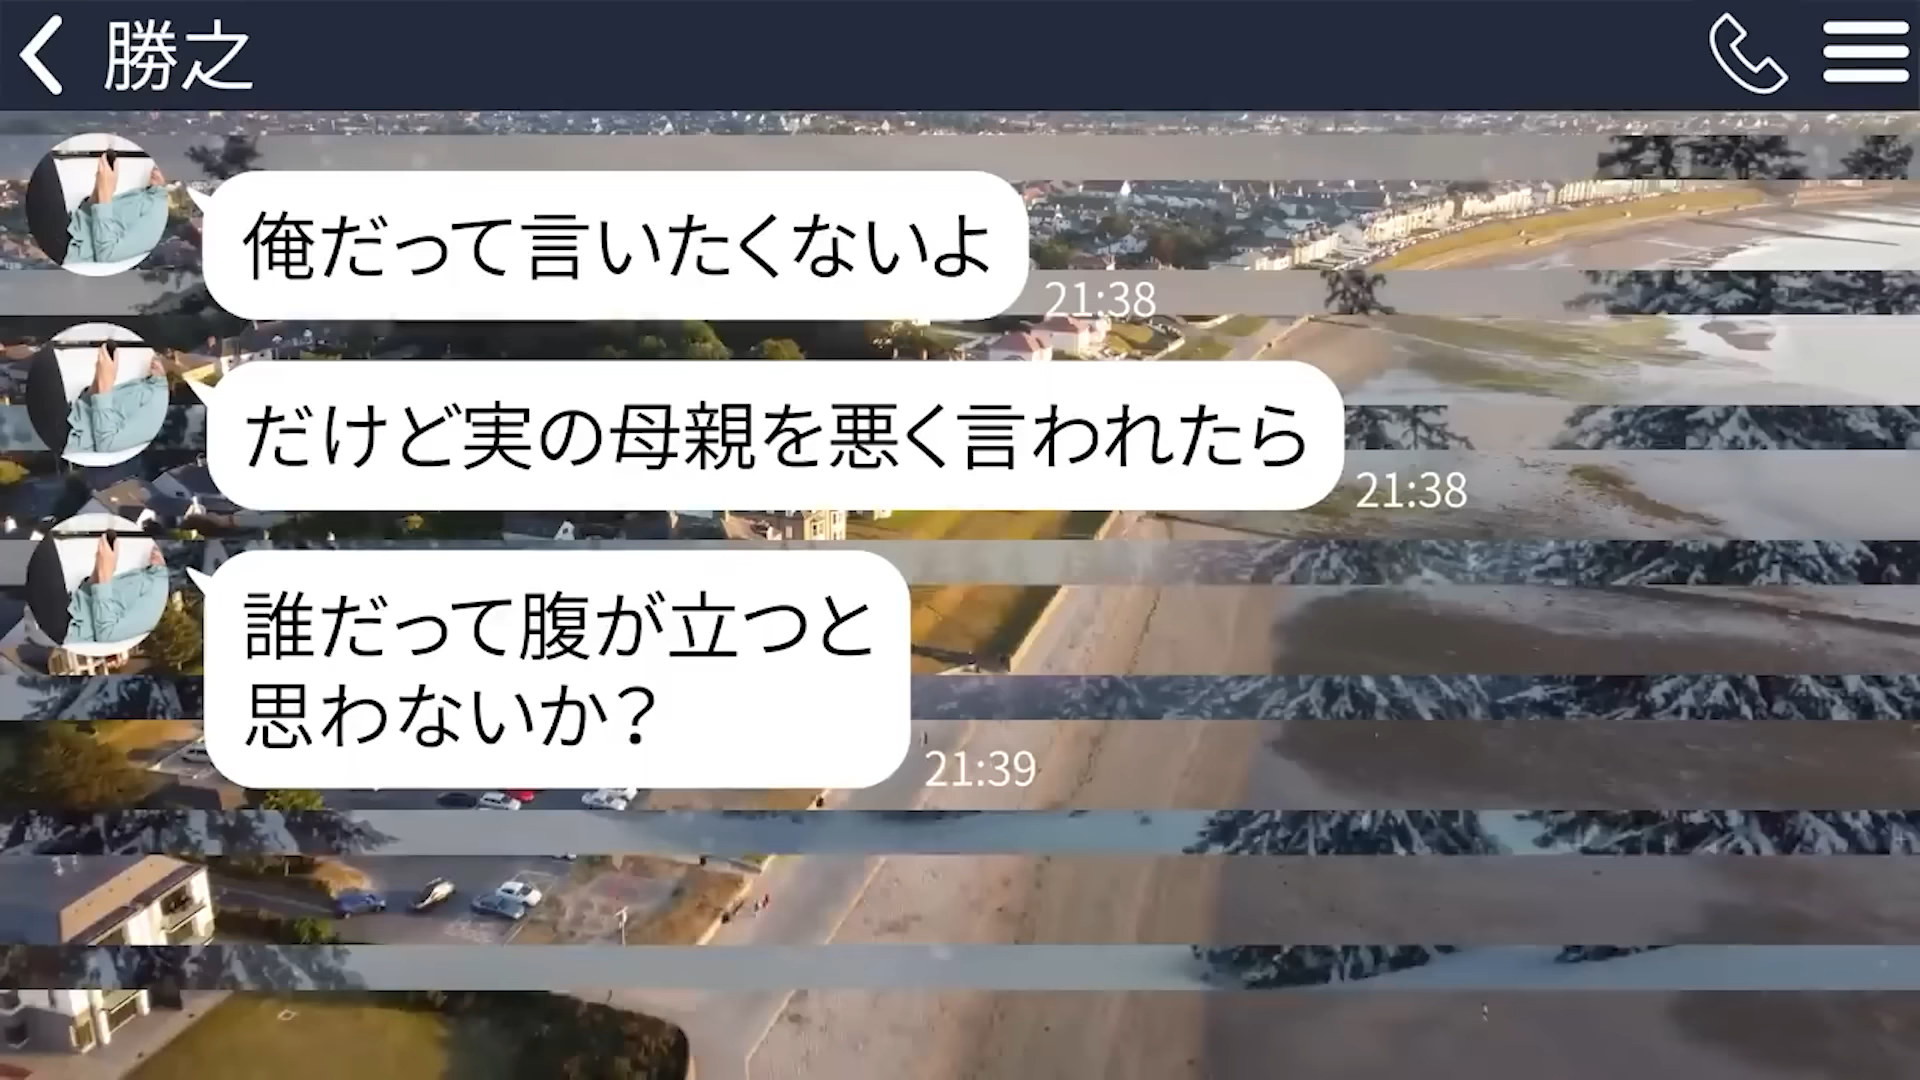 勝之
俺だって言いたくないよ
21:38
だけど実の母親を悪く言われたら
21:38
誰だって腹が立つと
思わないか？
21:39